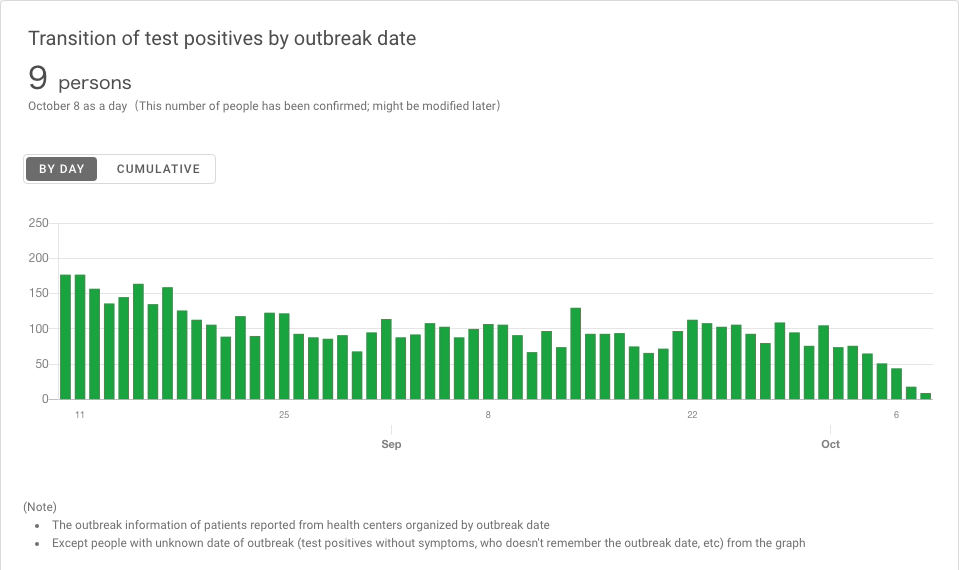 Transition of test positives by outbreak date
9 persons
October 8 as a day（This number of people has been confirmed; might be modified later）
BY DAY CUMULATIVE
250
200
150
100
50
0
11 25 8 22 6
Sep Oct
(Note)
• The outbreak information of patients reported from health centers organized by outbreak date
• Except people with unknown date of outbreak (test positives without symptoms, who doesn't remember the outbreak date, etc) from the graph